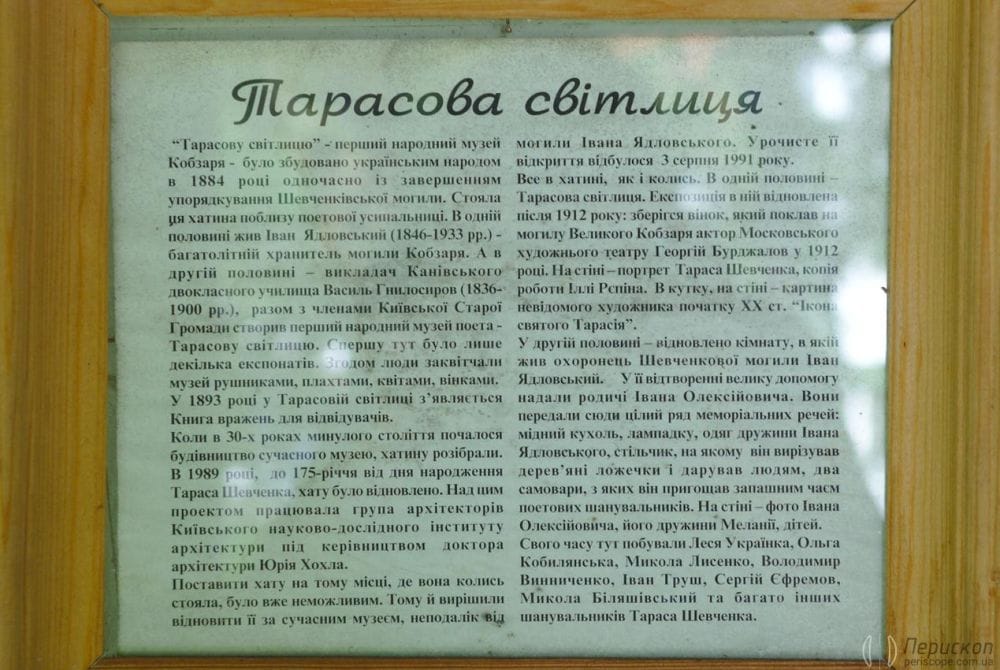 Тарасова світлиця
“Тарасову світлицю” - перший народний музей
Кобзаря - було збудовано українським народом
в 1884 році одночасно із завершенням
упорядкування Шевченківської могили. Стояла
ця хатина поблизу поетової усипальниці. В одній
половині жив Іван Ядловський (1846-1933 рр.) -
багатолітній хранитель могили Кобзаря. А в
другій половині – викладач Канівського
двокласного училища Василь Гнилосиров (1836-
1900 рр.), разом з членами Київської Старої
Громади створив перший народний музей поета -
Тарасову світлицю. Спершу тут було лише
декілька експонатів. Згодом люди заквітчали
музей рушниками, плахтами, квітами, вінками.
У 1893 році у Тарасовій світлиці з’являється
Книга вражень для відвідувачів.
Коли в 30-х роках минулого століття почалося
будівництво сучасного музею, хатину розібрали.
В 1989 році, до 175-річчя від дня народження
Тараса Шевченка, хату було відновлено. Над цим
проектом працювала група архітекторів
Київського науково-дослідного інституту
архітектури під керівництвом доктора
архітектури Юрія Хохла.
Поставити хату на тому місці, де вона колись
стояла, було вже неможливим. Тому й вирішили
відновити її за сучасним музеєм, неподалік від
могили Івана Ядловського. Урочисте її
відкриття відбулося 3 серпня 1991 року.
Все в хатині, як і колись. В одній половині –
Тарасова світлиця. Експозиція в ній відновлена
після 1912 року: зберігся вінок, який поклав на
могилу Великого Кобзаря актор Московського
художнього театру Георгій Бурджалов у 1912
році. На стіні – портрет Тараса Шевченка, копія
роботи Іллі Рєпіна. В кутку, на стіні – картина
невідомого художника початку XX ст. “Ікона
святого Тарасія”.
У другій половині – відновлено кімнату, в якій
жив охоронець Шевченкової могили Іван
Ядловський. У її відтворенні велику допомогу
надали родичі Івана Олексійовича. Вони
передали сюди цілий ряд меморіальних речей:
мідний кухоль, лампадку, одяг дружини Івана
Ядловського, стільчик, на якому він вирізував
дерев’яні ложечки і дарував людям, два
самовари, з яких він пригощав запашним чаєм
поетових шанувальників. На стіні - фото Івана
Олексійовича, його дружини Меланії, дітей.
Свого часу тут побували Леся Українка, Ольга
Кобилянська, Микола Лисенко, Володимир
Винниченко, Іван Труш, Сергій Єфремов,
Микола Біляшівський та багато інших
шанувальників Тараса Шевченка.
Перископ
periscope.com.ua